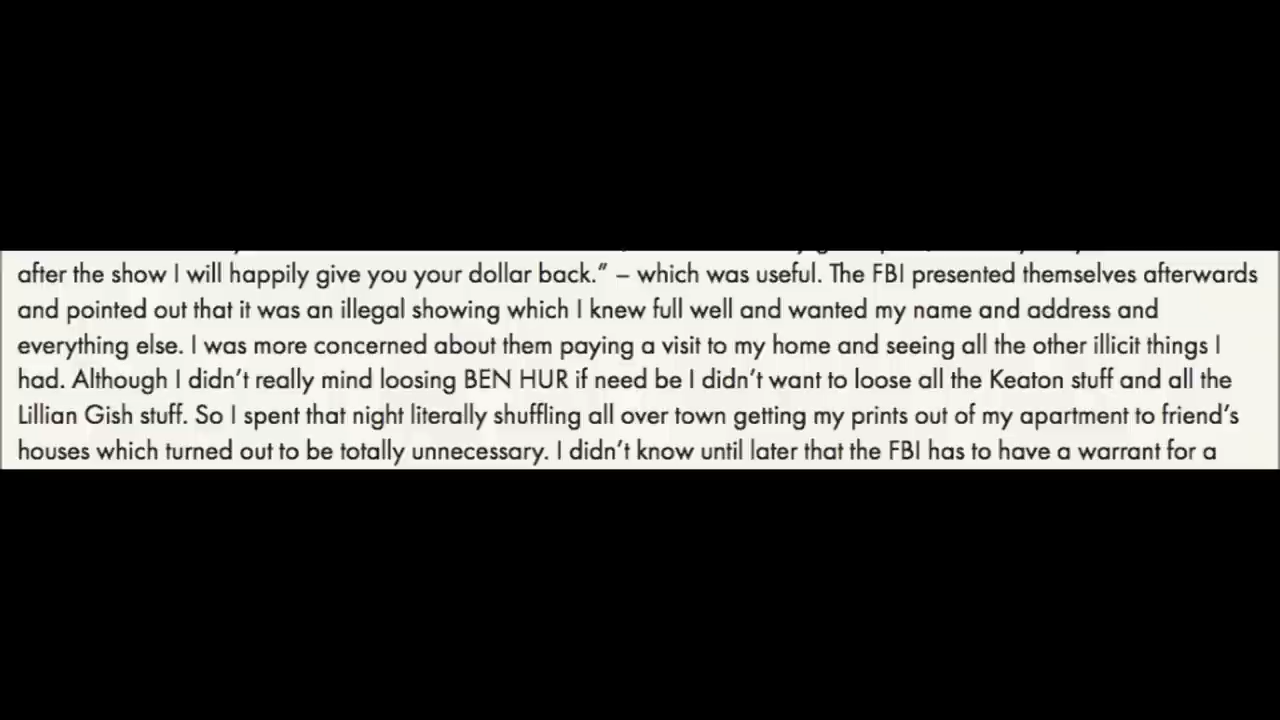 after the show I will happily give you your dollar back.” – which was useful. The FBI presented themselves afterwards
and pointed out that it was an illegal showing which I knew full well and wanted my name and address and
everything else. I was more concerned about them paying a visit to my home and seeing all the other illicit things I
had. Although I didn’t really mind loosing BEN HUR if need be I didn’t want to loose all the Keaton stuff and all the
Lillian Gish stuff. So I spent that night literally shuffling all over town getting my prints out of my apartment to friend’s
houses which turned out to be totally unnecessary. I didn’t know until later that the FBI has to have a warrant for a